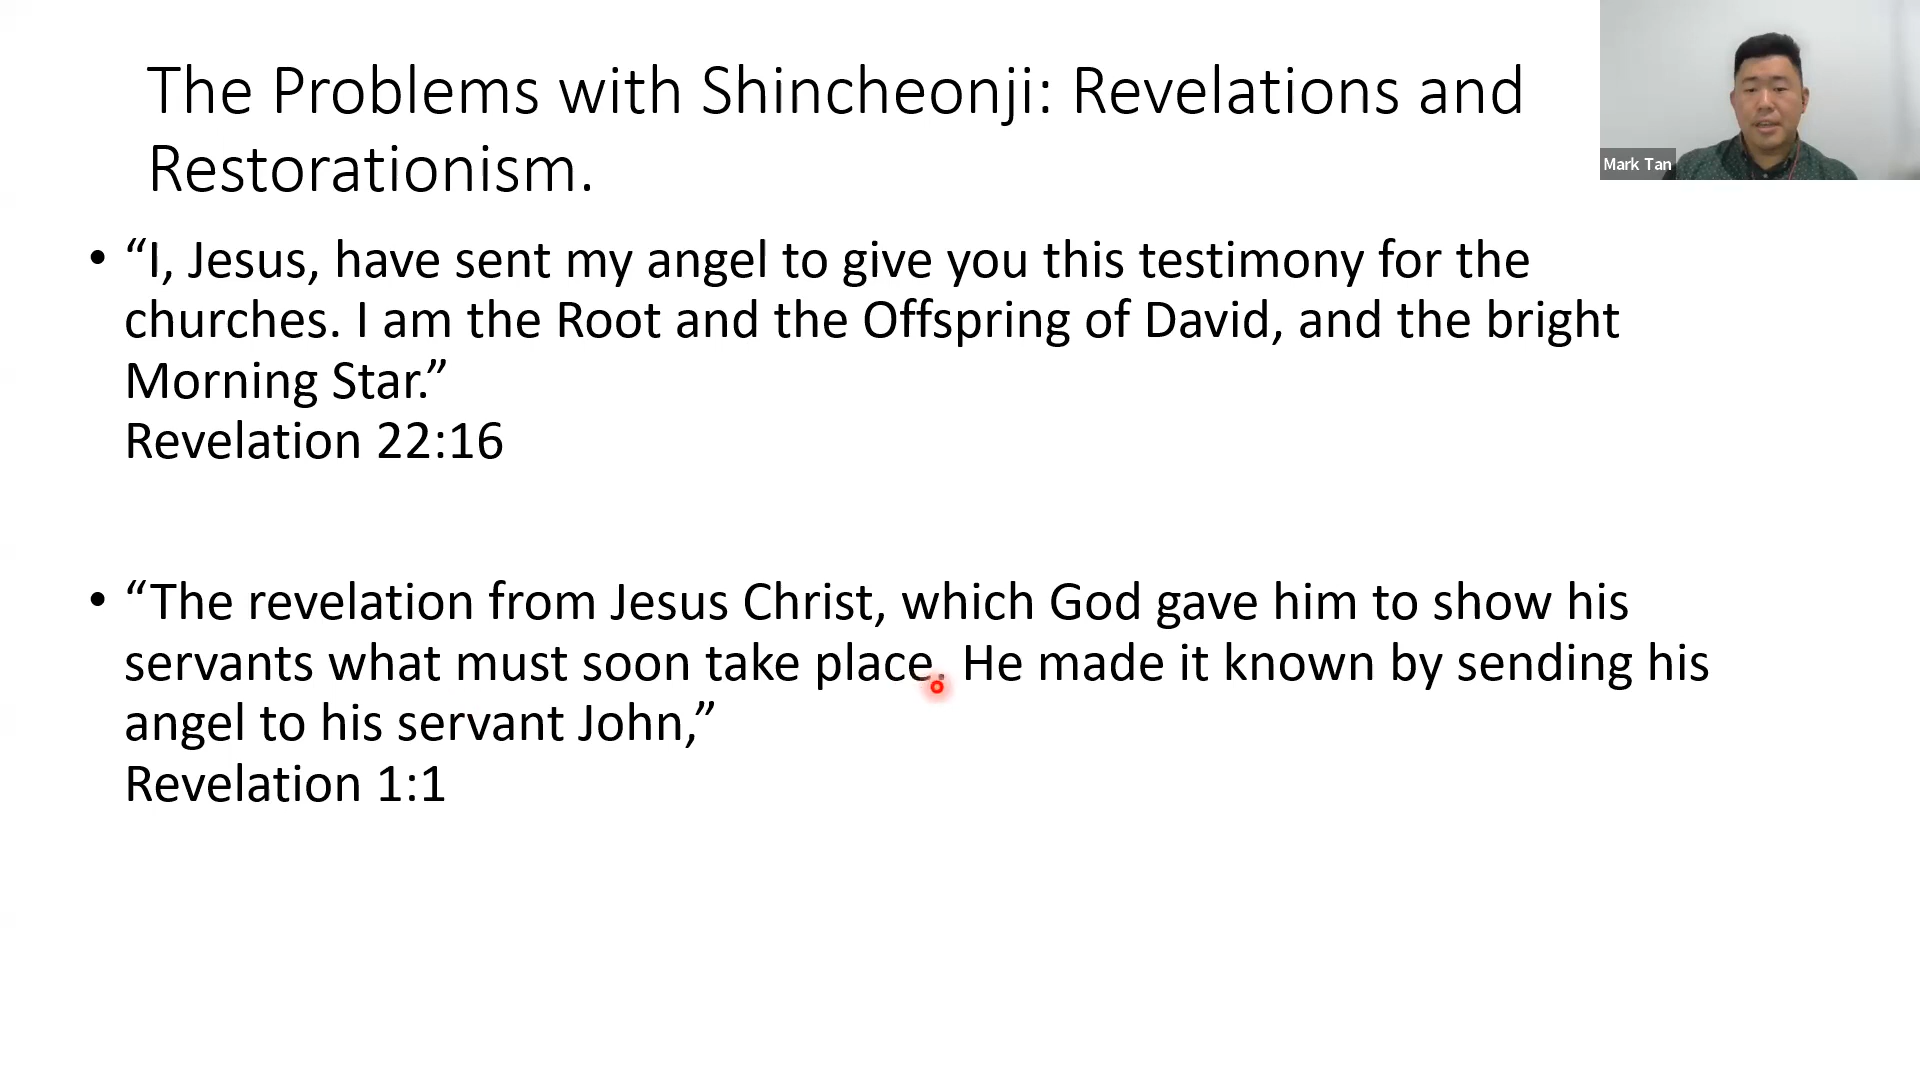 The Problems with Shincheonji: Revelations and
Restorationism.
Mark Tan
• “I, Jesus, have sent my angel to give you this testimony for the
churches. I am the Root and the Offspring of David, and the bright
Morning Star.”
Revelation 22:16
• “The revelation from Jesus Christ, which God gave him to show his
servants what must soon take place. He made it known by sending his
angel to his servant John,”
Revelation 1:1